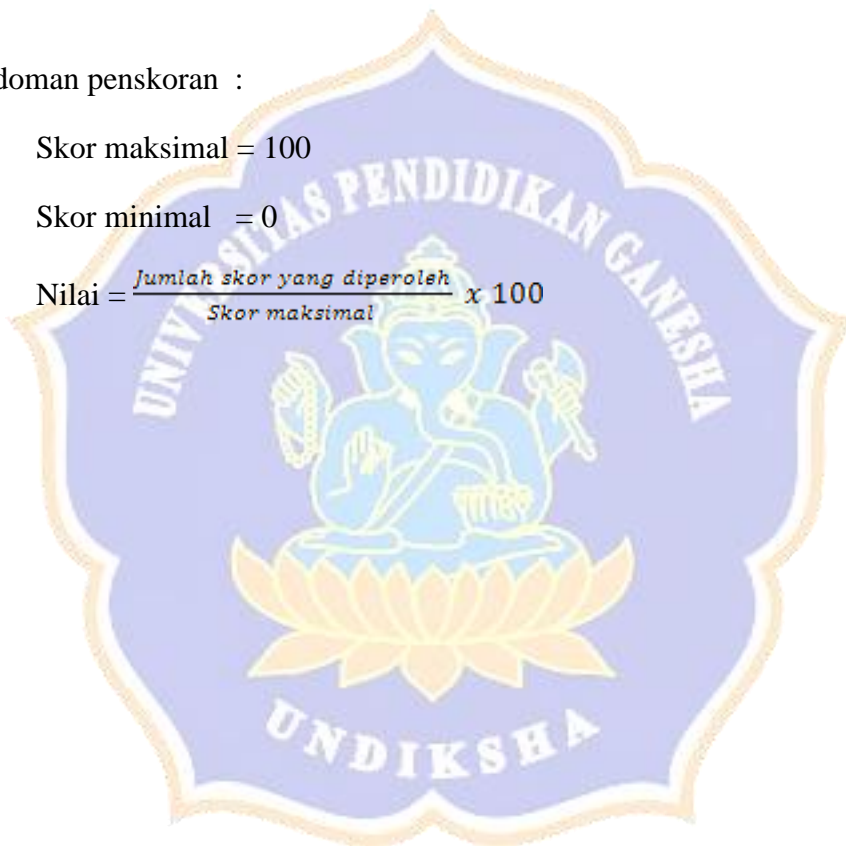 doman penskoran :
Skor maksimal = 100
Skor minimal = 0
Nilai = Jumlah skor yang diperoleh / Skor maksimal x 100
UNIVERSITAS PENDIDIKAN GANESHA
UNDIKSHA